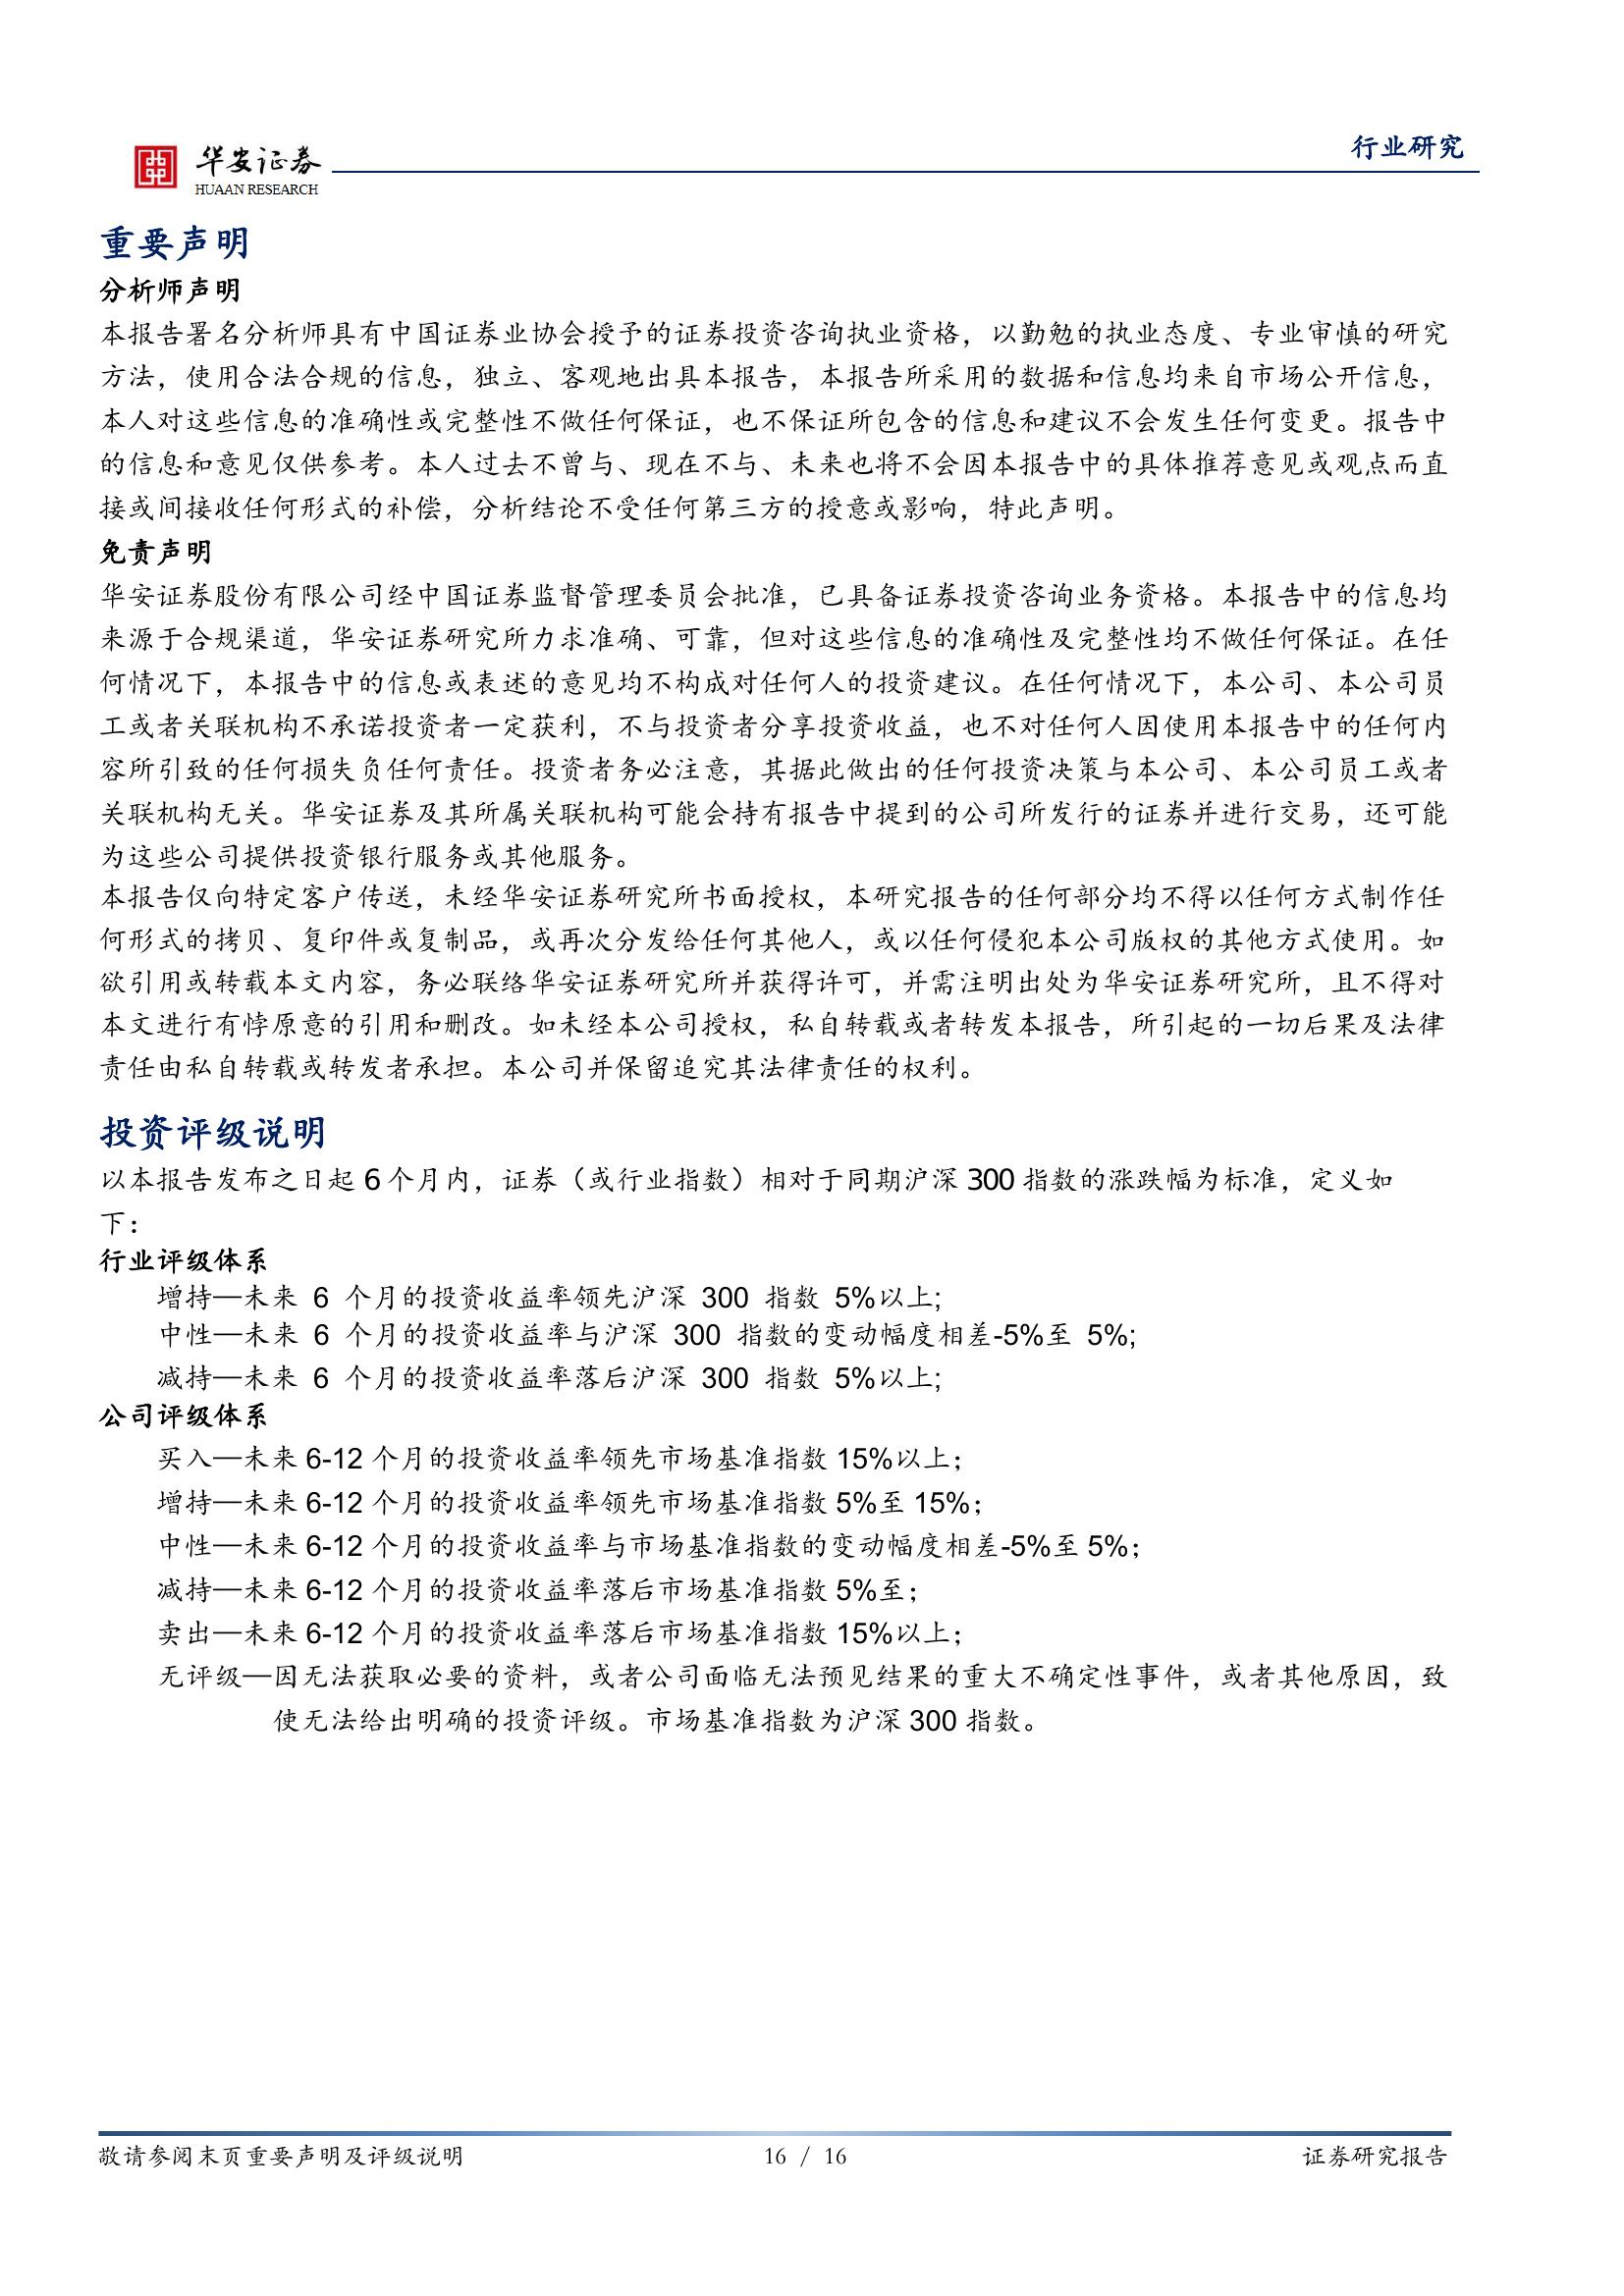 华安证券
HUAAN RESEARCH
行业研究
重要声明
分析师声明
本报告署名分析师具有中国证券业协会授予的证券投资咨询执业资格，以勤勉的执业态度、专业审慎的研究
方法，使用合法合规的信息，独立、客观地出具本报告，本报告所采用的数据和信息均来自市场公开信息，
本人对这些信息的准确性或完整性不做任何保证，也不保证所包含的信息和建议不会发生任何变更。报告中
的信息和意见仅供参考。本人过去不曾与、现在不与、未来也将不会因本报告中的具体推荐意见或观点而直
接或间接收任何形式的补偿，分析结论不受任何第三方的授意或影响，特此声明。
免责声明
华安证券股份有限公司经中国证券监督管理委员会批准，已具备证券投资咨询业务资格。本报告中的信息均
来源于合规渠道，华安证券研究所力求准确、可靠，但对这些信息的准确性及完整性均不做任何保证。在任
何情况下，本报告中的信息或表述的意见均不构成对任何人的投资建议。在任何情况下，本公司、本公司员
工或者关联机构不承诺投资者一定获利，不与投资者分享投资收益，也不对任何人因使用本报告中的任何内
容所引致的任何损失负任何责任。投资者务必注意，其据此做出的任何投资决策与本公司、本公司员工或者
关联机构无关。华安证券及其所属关联机构可能会持有报告中提到的公司所发行的证券并进行交易，还可能
为这些公司提供投资银行服务或其他服务。
本报告仅向特定客户传送，未经华安证券研究所书面授权，本研究报告的任何部分均不得以任何方式制作任
何形式的拷贝、复印件或复制品，或再次分发给任何其他人，或以任何侵犯本公司版权的其他方式使用。如
欲引用或转载本文内容，务必联络华安证券研究所并获得许可，并需注明出处为华安证券研究所，且不得对
本文进行有悖原意的引用和删改。如未经本公司授权，私自转载或者转发本报告，所引起的一切后果及法律
责任由私自转载或转发者承担。本公司并保留追究其法律责任的权利。
投资评级说明
以本报告发布之日起 6 个月内，证券（或行业指数）相对于同期沪深 300 指数的涨跌幅为标准，定义如
下：
行业评级体系
增持—未来 6 个月的投资收益率领先沪深 300 指数 5%以上;
中性—未来 6 个月的投资收益率与沪深 300 指数的变动幅度相差-5%至 5%;
减持—未来 6 个月的投资收益率落后沪深 300 指数 5%以上;
公司评级体系
买入—未来 6-12 个月的投资收益率领先市场基准指数 15%以上；
增持—未来 6-12 个月的投资收益率领先市场基准指数 5%至 15%；
中性—未来 6-12 个月的投资收益率与市场基准指数的变动幅度相差-5%至 5%；
减持—未来 6-12 个月的投资收益率落后市场基准指数 5%至；
卖出—未来 6-12 个月的投资收益率落后市场基准指数 15%以上；
无评级—因无法获取必要的资料，或者公司面临无法预见结果的重大不确定性事件，或者其他原因，致
使无法给出明确的投资评级。市场基准指数为沪深 300 指数。
敬请参阅末页重要声明及评级说明
16 / 16
证券研究报告